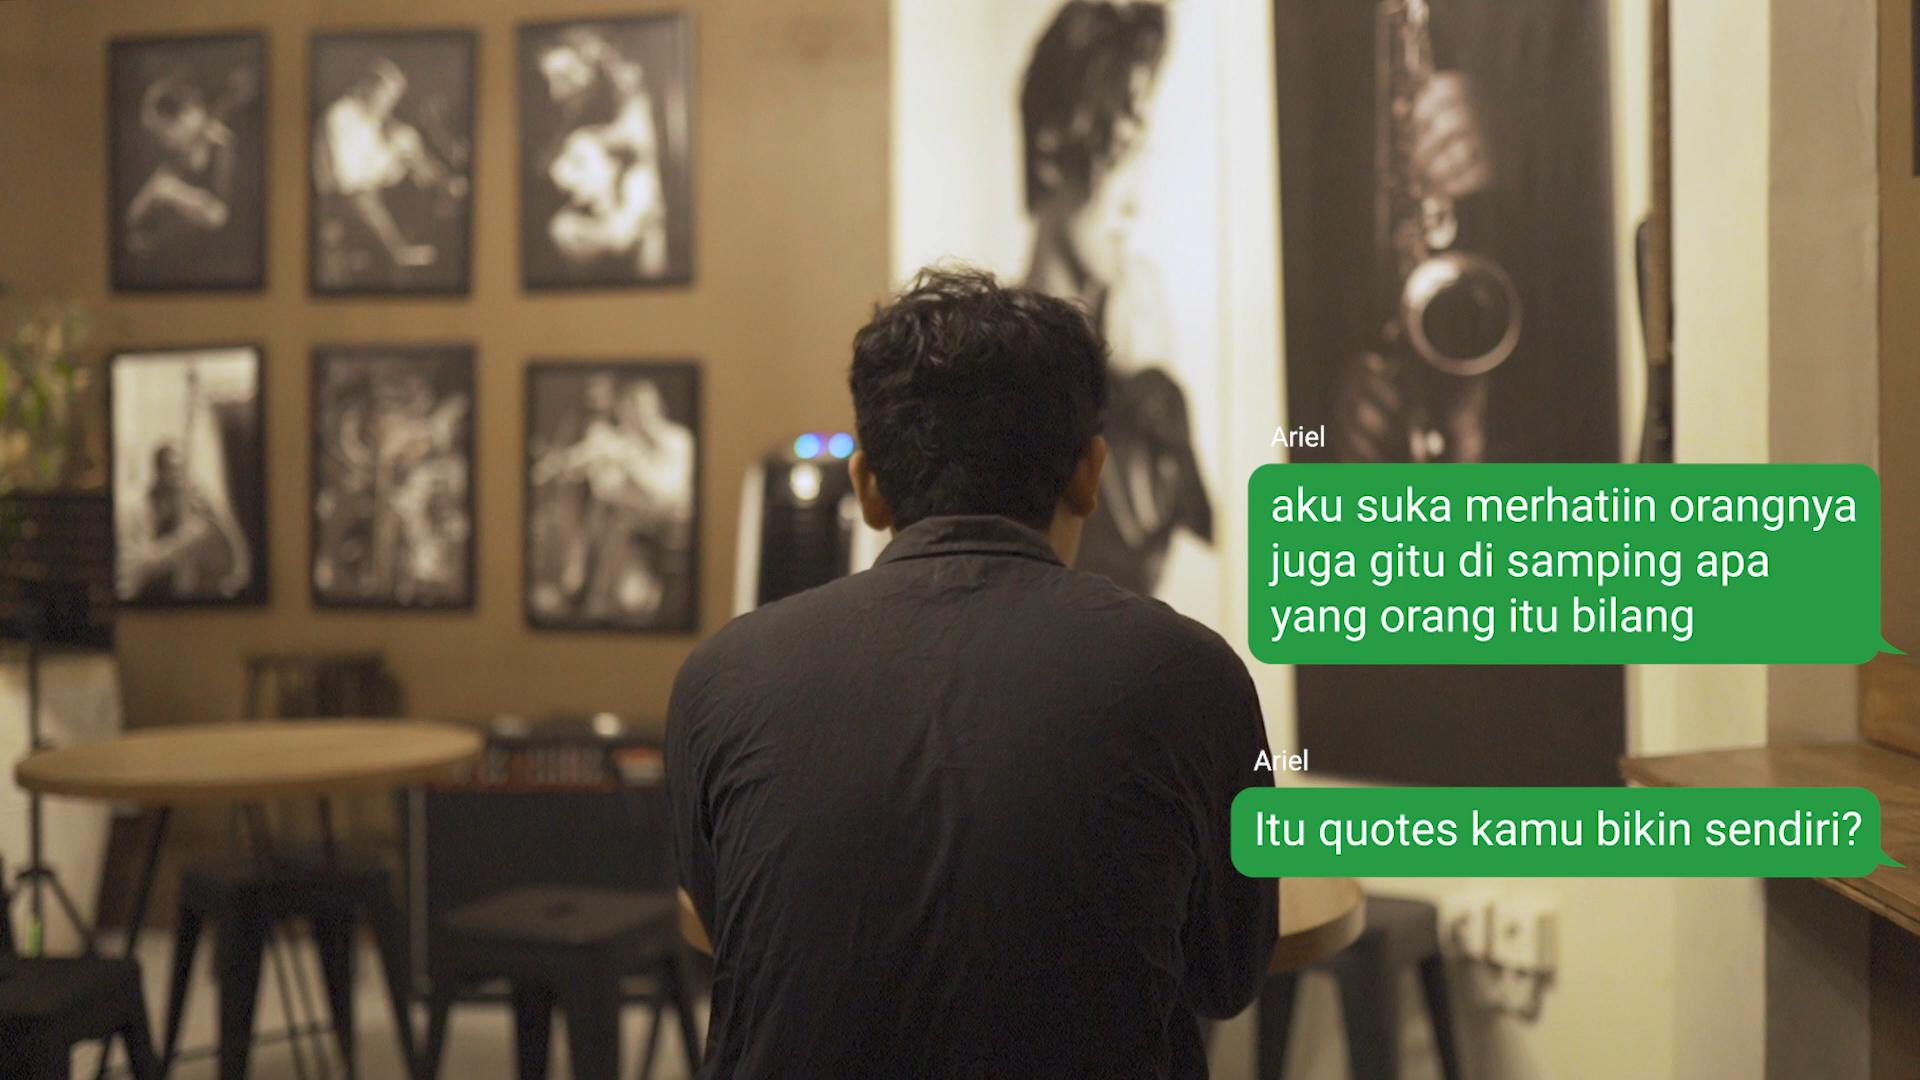 Ariel
aku suka merhatiin orangnya
juga gitu di samping apa
yang orang itu bilang
Ariel
Itu quotes kamu bikin sendiri?